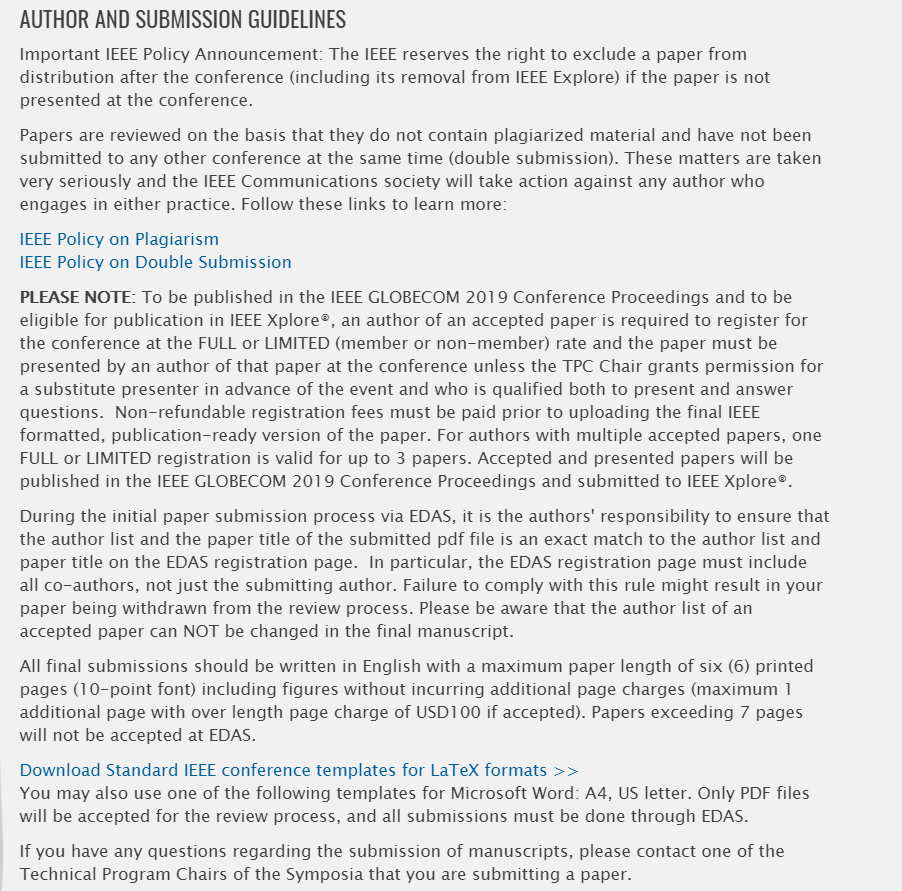 AUTHOR AND SUBMISSION GUIDELINES
Important IEEE Policy Announcement: The IEEE reserves the right to exclude a paper from
distribution after the conference (including its removal from IEEE Explore) if the paper is not
presented at the conference.
Papers are reviewed on the basis that they do not contain plagiarized material and have not been
submitted to any other conference at the same time (double submission). These matters are taken
very seriously and the IEEE Communications society will take action against any author who
engages in either practice. Follow these links to learn more:
IEEE Policy on Plagiarism
IEEE Policy on Double Submission
PLEASE NOTE: To be published in the IEEE GLOBECOM 2019 Conference Proceedings and to be
eligible for publication in IEEE Xplore®, an author of an accepted paper is required to register for
the conference at the FULL or LIMITED (member or non-member) rate and the paper must be
presented by an author of that paper at the conference unless the TPC Chair grants permission for
a substitute presenter in advance of the event and who is qualified both to present and answer
questions.  Non-refundable registration fees must be paid prior to uploading the final IEEE
formatted, publication-ready version of the paper. For authors with multiple accepted papers, one
FULL or LIMITED registration is valid for up to 3 papers. Accepted and presented papers will be
published in the IEEE GLOBECOM 2019 Conference Proceedings and submitted to IEEE Xplore®.
During the initial paper submission process via EDAS, it is the authors' responsibility to ensure that
the author list and the paper title of the submitted pdf file is an exact match to the author list and
paper title on the EDAS registration page.  In particular, the EDAS registration page must include
all co-authors, not just the submitting author. Failure to comply with this rule might result in your
paper being withdrawn from the review process. Please be aware that the author list of an
accepted paper can NOT be changed in the final manuscript.
All final submissions should be written in English with a maximum paper length of six (6) printed
pages (10-point font) including figures without incurring additional page charges (maximum 1
additional page with over length page charge of USD100 if accepted). Papers exceeding 7 pages
will not be accepted at EDAS.
Download Standard IEEE conference templates for LaTeX formats >>
You may also use one of the following templates for Microsoft Word: A4, US letter. Only PDF files
will be accepted for the review process, and all submissions must be done through EDAS.
If you have any questions regarding the submission of manuscripts, please contact one of the
Technical Program Chairs of the Symposia that you are submitting a paper.